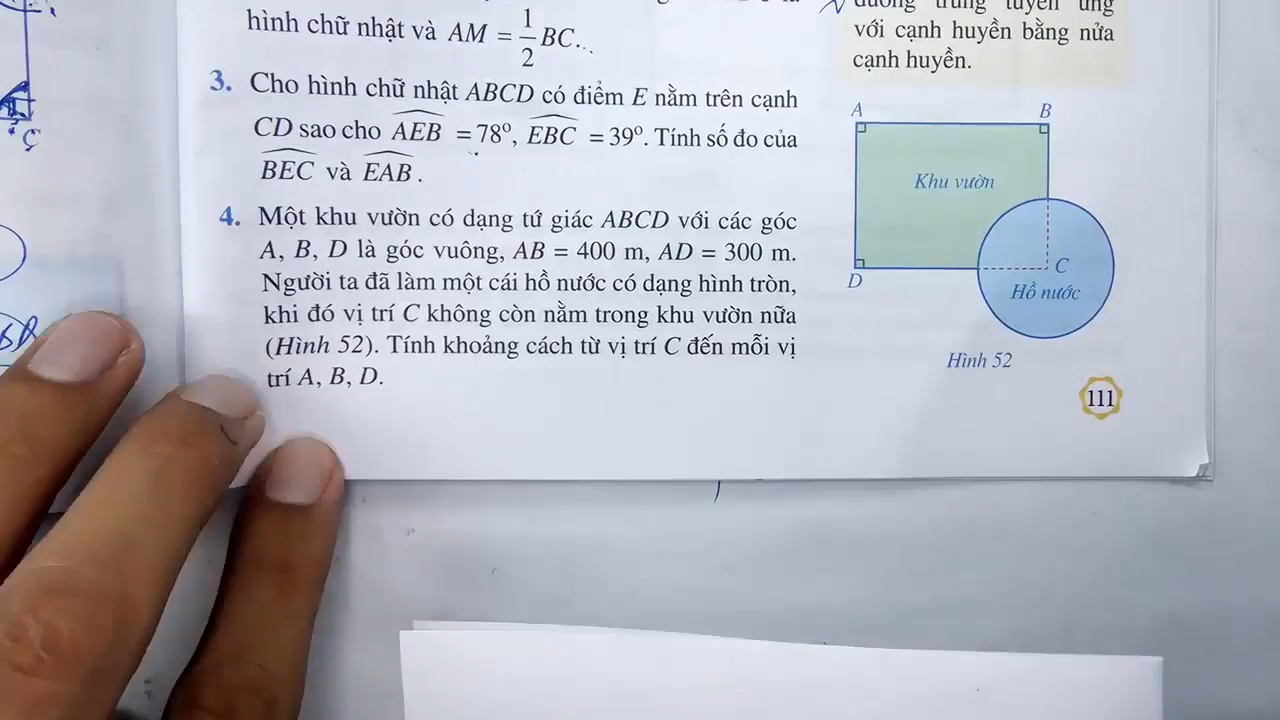 hình chữ nhật và AM = 1/2 BC.
đường trung tuyến ứng
với cạnh huyền bằng nửa
cạnh huyền.
3. Cho hình chữ nhật ABCD có điểm E nằm trên cạnh
CD sao cho AEB = 78°, EBC = 39°. Tính số đo của
BEC và EAB.
4. Một khu vườn có dạng tứ giác ABCD với các góc
A, B, D là góc vuông, AB = 400 m, AD = 300 m.
Người ta đã làm một cái hồ nước có dạng hình tròn,
khi đó vị trí C không còn nằm trong khu vườn nữa
(Hình 52). Tính khoảng cách từ vị trí C đến mỗi vị
trí A, B, D.
A B
Khu vườn
D C
Hồ nước
Hình 52
111
C